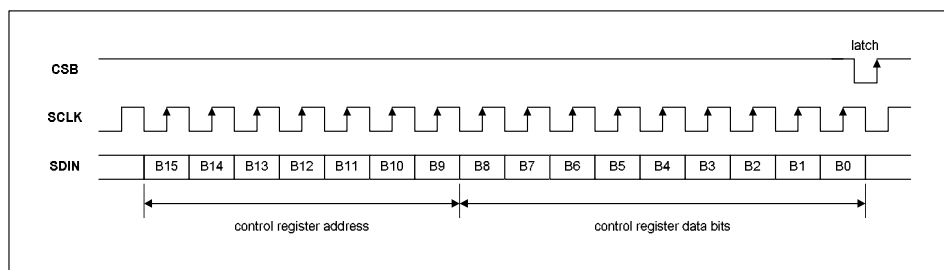 latch
CSB
SCLK
SDIN B15 B14 B13 B12 B11 B10 B9 B8 B7 B6 B5 B4 B3 B2 B1 B0
control register address control register data bits